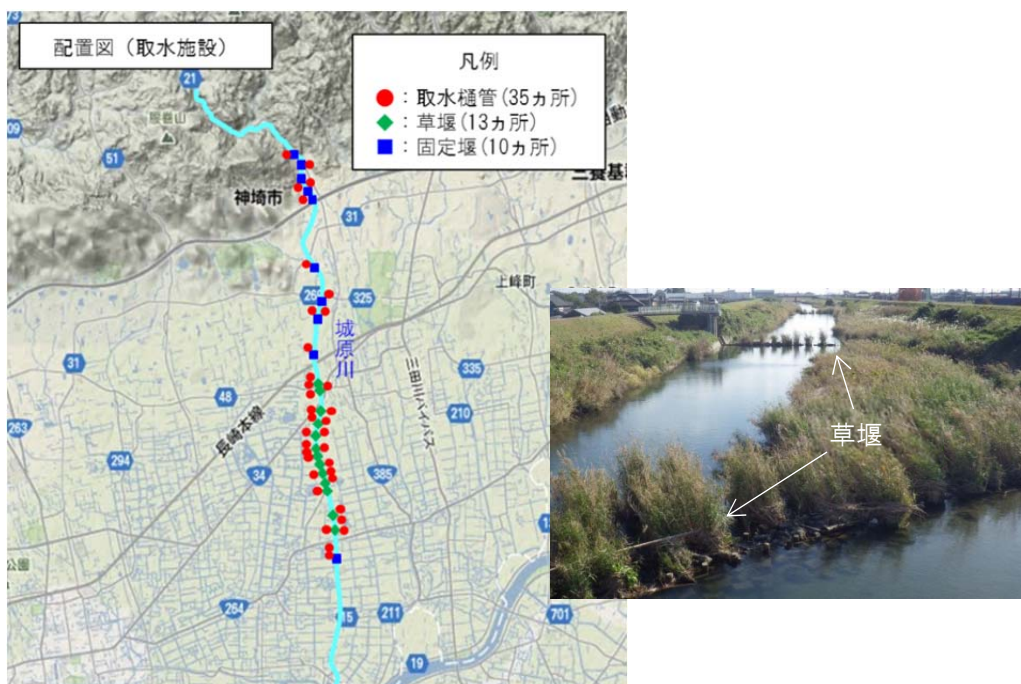 配置図（取水施設）
凡例
：取水樋管(35ヵ所)
：草堰(13ヵ所)
：固定堰(10ヵ所)
21
51
神埼市
31
325
上峰町
城原川
31
335
48
三田川バイパス
210
263
長崎本線
294
34
385
公園
264
211
701
19
草堰